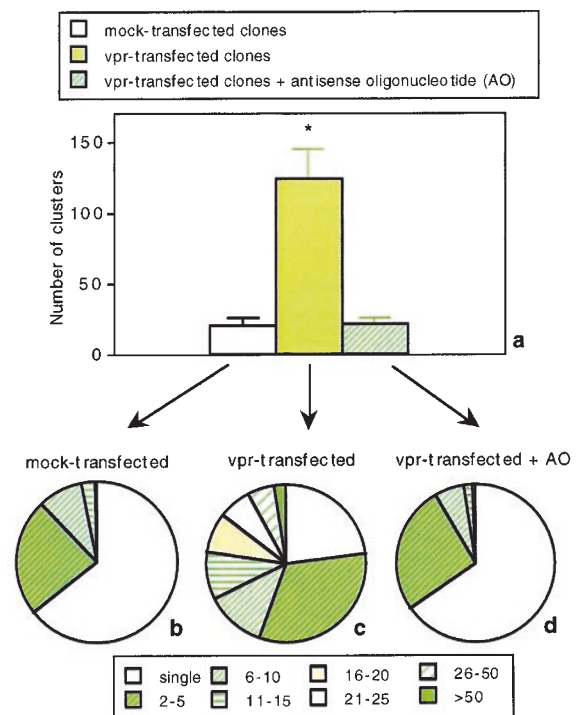 mock-transfected clones
vpr-transfected clones
vpr-transfected clones + antisense oligonucleotide (AO)
Number of clusters
150
100
50
0
*
a
mock-transfected
vpr-transfected
vpr-transfected + AO
b
c
d
single
6-10
16-20
26-50
2-5
11-15
21-25
>50